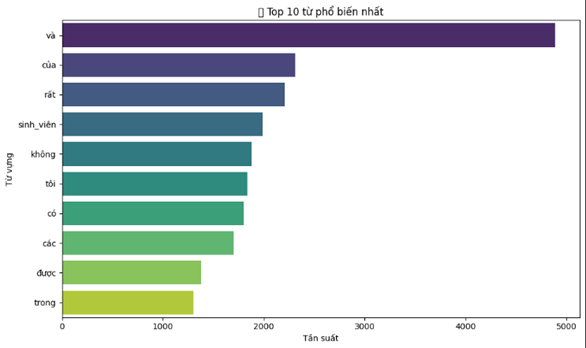 Top 10 từ phổ biến nhất
và
của
rất
sinh_viên
không
tôi
có
các
được
trong
Từ vựng
0 1000 2000 3000 4000 5000
Tần suất